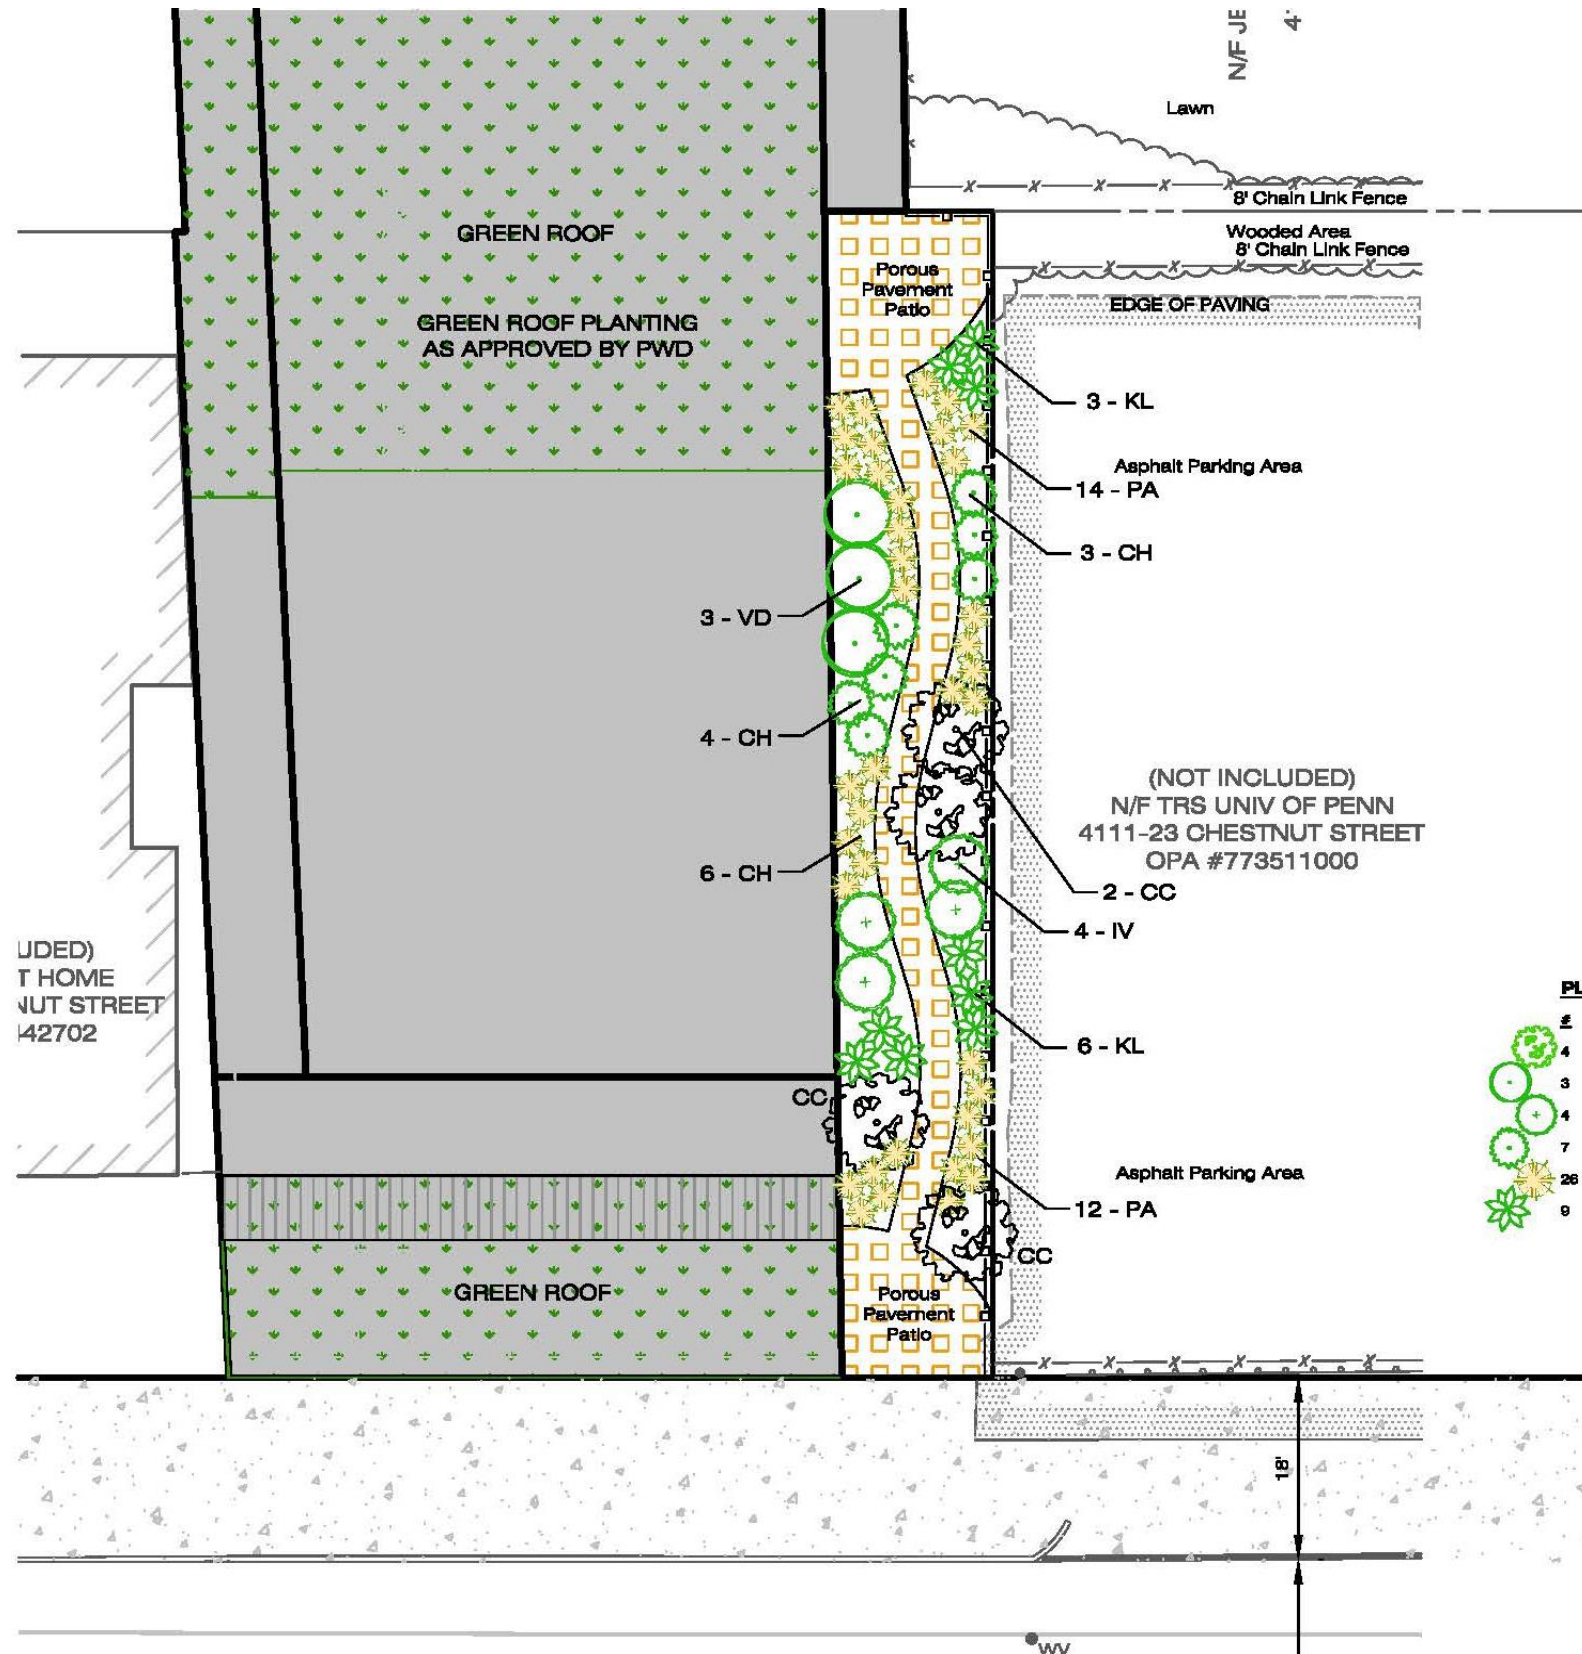 N/F JE
4
Lawn
8' Chain Link Fence
GREEN ROOF
Wooded Area
8' Chain Link Fence
Porous
Pavement
Patio
EDGE OF PAVING
GREEN ROOF PLANTING
AS APPROVED BY PWD
3 - KL
Asphalt Parking Area
14 - PA
3 - CH
3 - VD
4 - CH
(NOT INCLUDED)
N/F TRS UNIV OF PENN
4111-23 CHESTNUT STREET
OPA #773511000
6 - CH
2 - CC
4 - IV
UDED)
T HOME
NUT STREET
442702
PL
#
4
6 - KL
3
CC
4
7
Asphalt Parking Area
26
12 - PA
9
CC
GREEN ROOF
Porous
Pavement
Patio
18'
WV